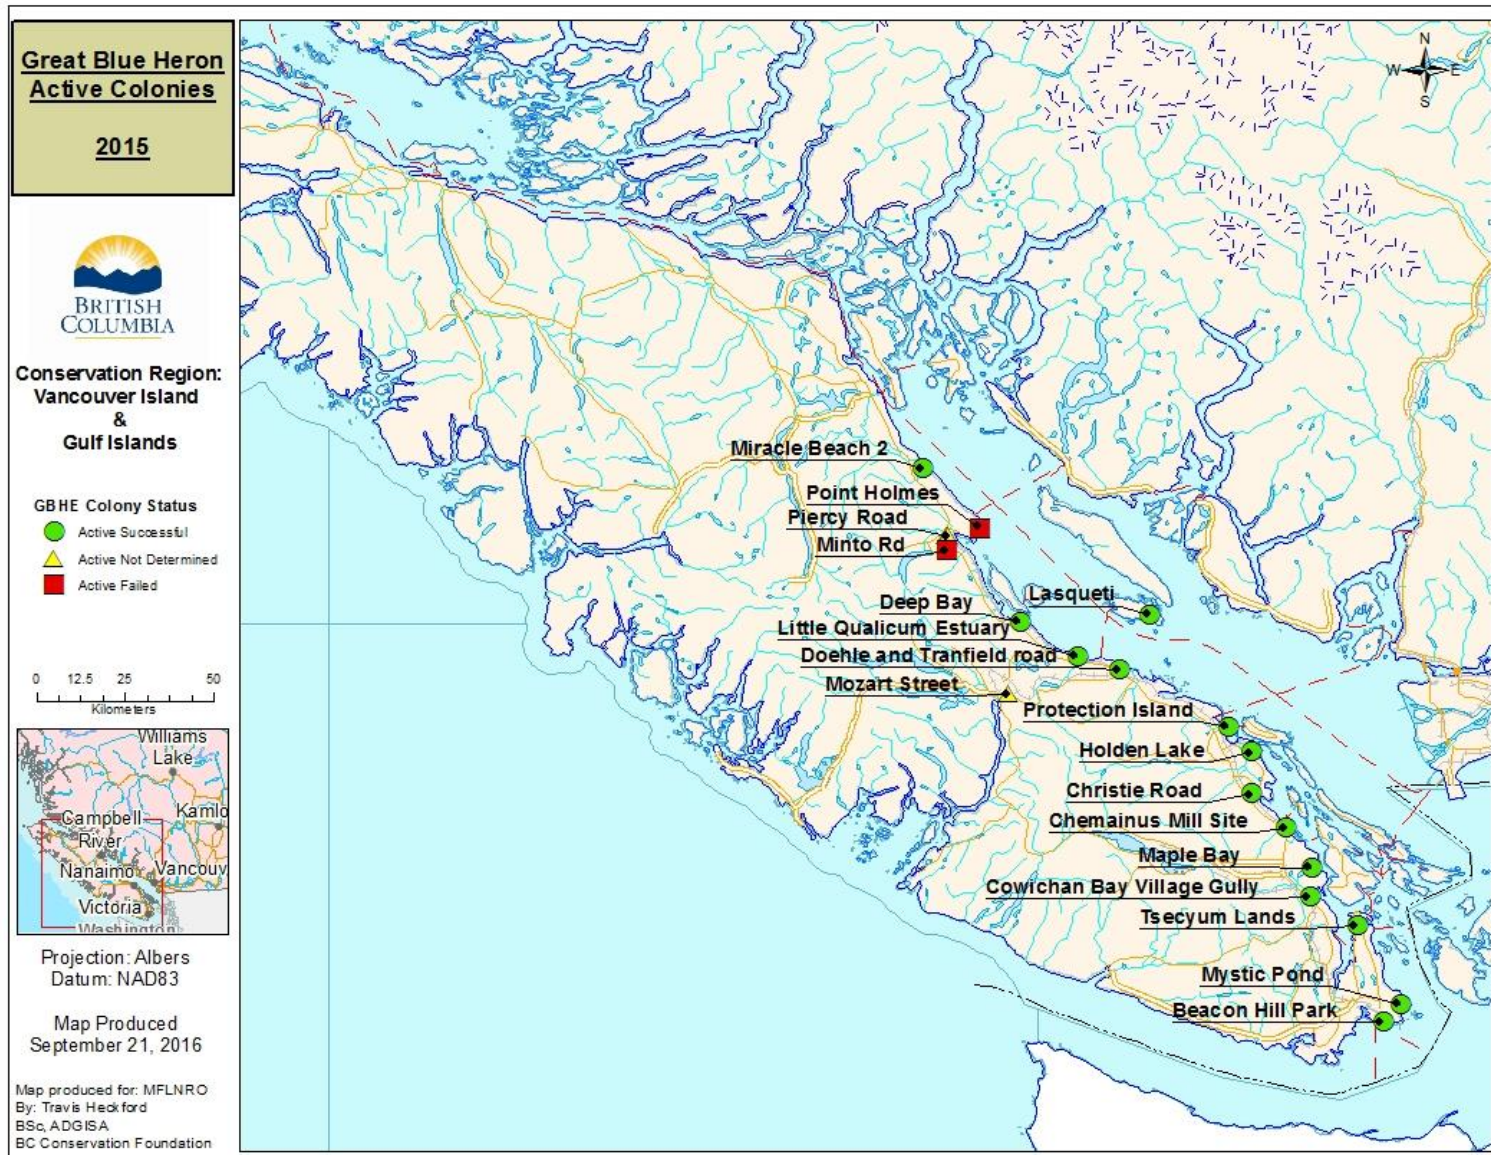 Great Blue Heron
Active Colonies
2015
BRITISH
COLUMBIA
Conservation Region:
Vancouver Island
&
Gulf Islands
GBHE Colony Status
Active Successful
Active Not Determined
Active Failed
0 12.5 25 50
Kilometers
Williams
Lake
Kamlo
Campbell
River
Nanaimo
Vancouv
Victoria
Washington
Projection: Albers
Datum: NAD83
Map Produced
September 21, 2016
Map produced for: MFLNRO
By: Travis Heckford
BSc, ADGISA
BC Conservation Foundation
N
W E
S
Miracle Beach 2
Point Holmes
Piercy Road
Minto Rd
Deep Bay
Lasqueti
Little Qualicum Estuary
Doehle and Tranfield road
Mozart Street
Protection Island
Holden Lake
Christie Road
Chemainus Mill Site
Maple Bay
Cowichan Bay Village Gully
Tsecyum Lands
Mystic Pond
Beacon Hill Park